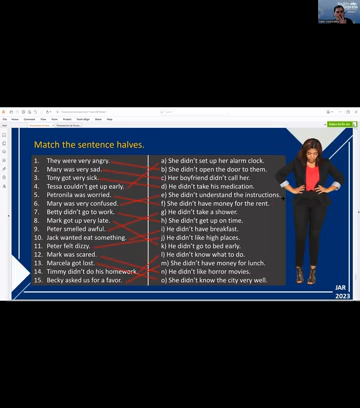 Match the sentence halves.
1. They were very angry.
2. Mary was very sad.
3. Tony got very sick.
4. Tessa couldn't get up early.
5. Petronila was worried.
6. Mary was very confused.
7. Betty didn't go to work.
8. Mark got up very late.
9. Peter smelled awful.
10. Jack wanted eat something.
11. Peter felt dizzy.
12. Mark was scared.
13. Marcela got lost.
14. Timmy didn't do his homework.
15. Becky asked us for a favor.
a) She didn't set up her alarm clock.
b) She didn't open the door to them.
c) Her boyfriend didn't call her.
d) He didn't take his medication.
e) She didn't understand the instructions.
f) She didn't have money for the rent.
g) He didn't take a shower.
h) She didn't get up on time.
i) He didn't have breakfast.
j) He didn't like high places.
k) He didn't go to bed early.
l) He didn't know what to do.
m) She didn't have money for lunch.
n) He didn't like horror movies.
o) She didn't know the city very well.
JAR
2023